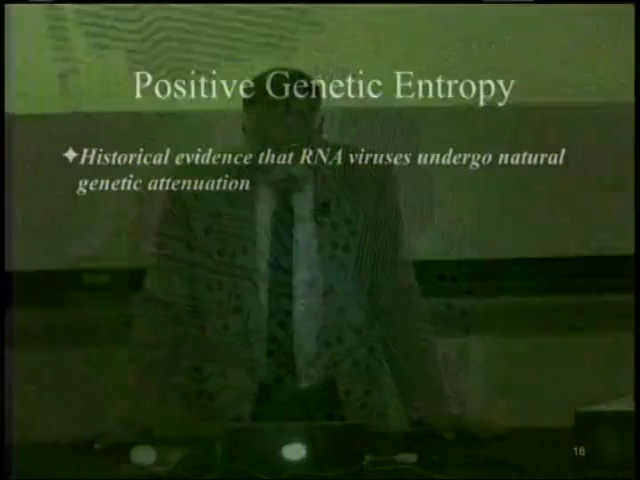 Positive Genetic Entropy
✦Historical evidence that RNA viruses undergo natural
genetic attenuation
16